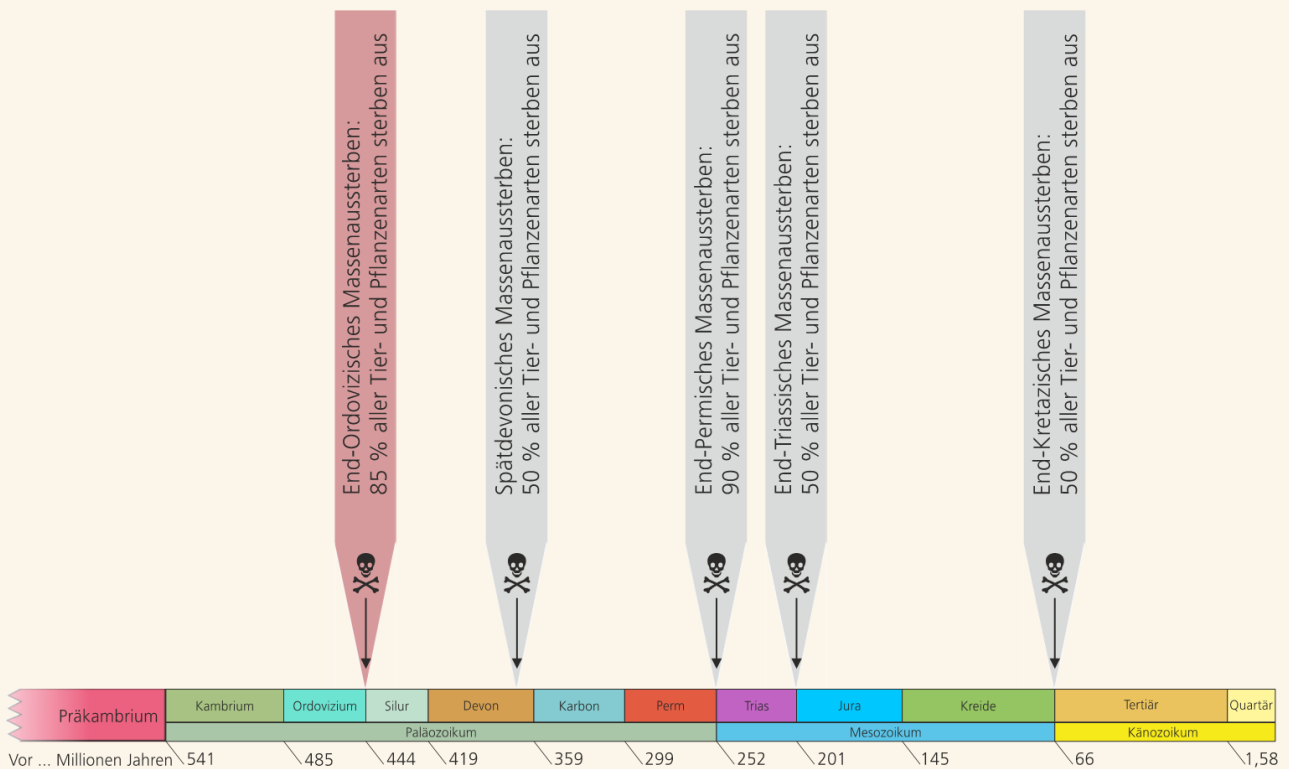 End-Ordovizisches Massenaussterben:
85 % aller Tier- und Pflanzenarten sterben aus
Spätdevonisches Massenaussterben:
50 % aller Tier- und Pflanzenarten sterben aus
End-Permisches Massenaussterben:
90 % aller Tier- und Pflanzenarten sterben aus
End-Triassisches Massenaussterben:
50 % aller Tier- und Pflanzenarten sterben aus
End-Kretazisches Massenaussterben:
50 % aller Tier- und Pflanzenarten sterben aus
Präkambrium
Kambrium
Ordovizium
Silur
Devon
Karbon
Perm
Trias
Jura
Kreide
Tertiär
Quartär
Paläozoikum
Mesozoikum
Känozoikum
Vor ... Millionen Jahren 541 485 444 419 359 299 252 201 145 66 1,58